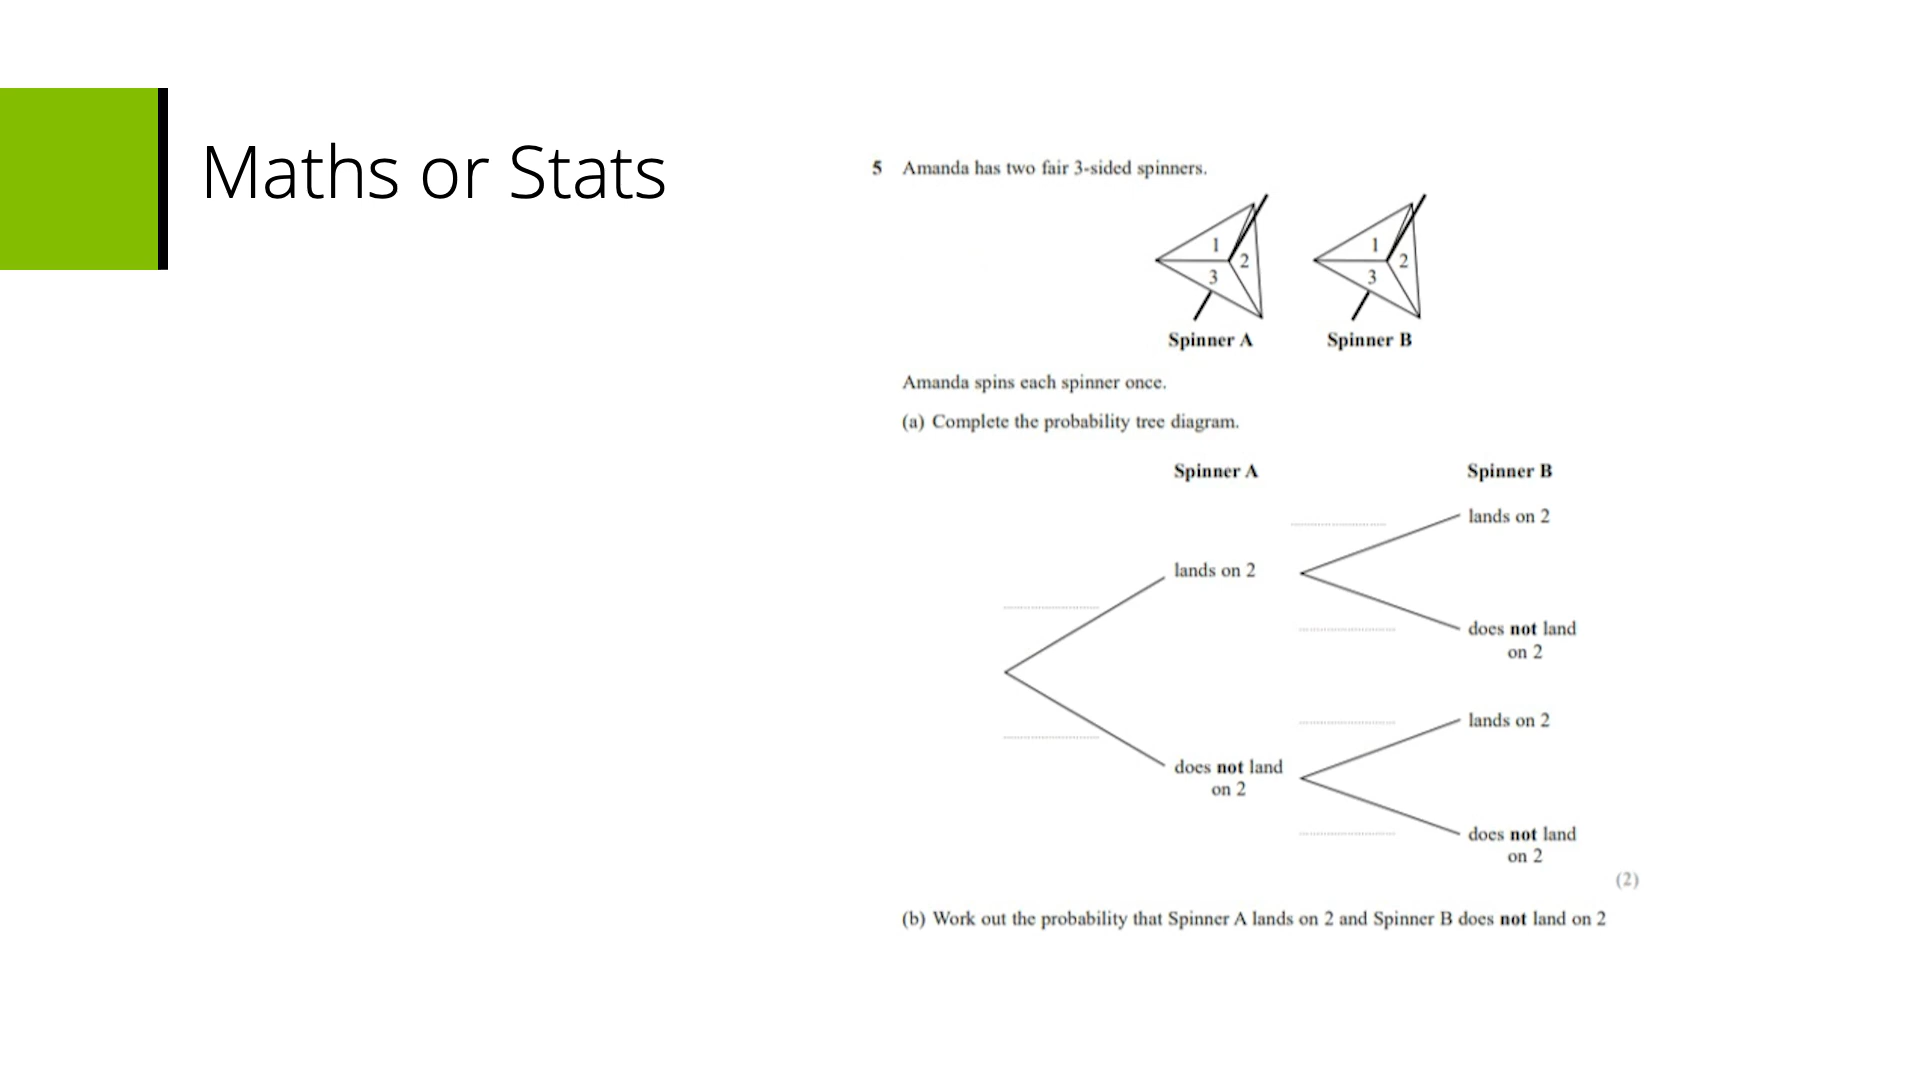 Maths or Stats
5 Amanda has two fair 3-sided spinners.
1
2
3
1
2
3
Spinner A
Spinner B
Amanda spins each spinner once.
(a) Complete the probability tree diagram.
Spinner A
Spinner B
lands on 2
lands on 2
does not land
on 2
lands on 2
does not land
on 2
does not land
on 2
(2)
(b) Work out the probability that Spinner A lands on 2 and Spinner B does not land on 2